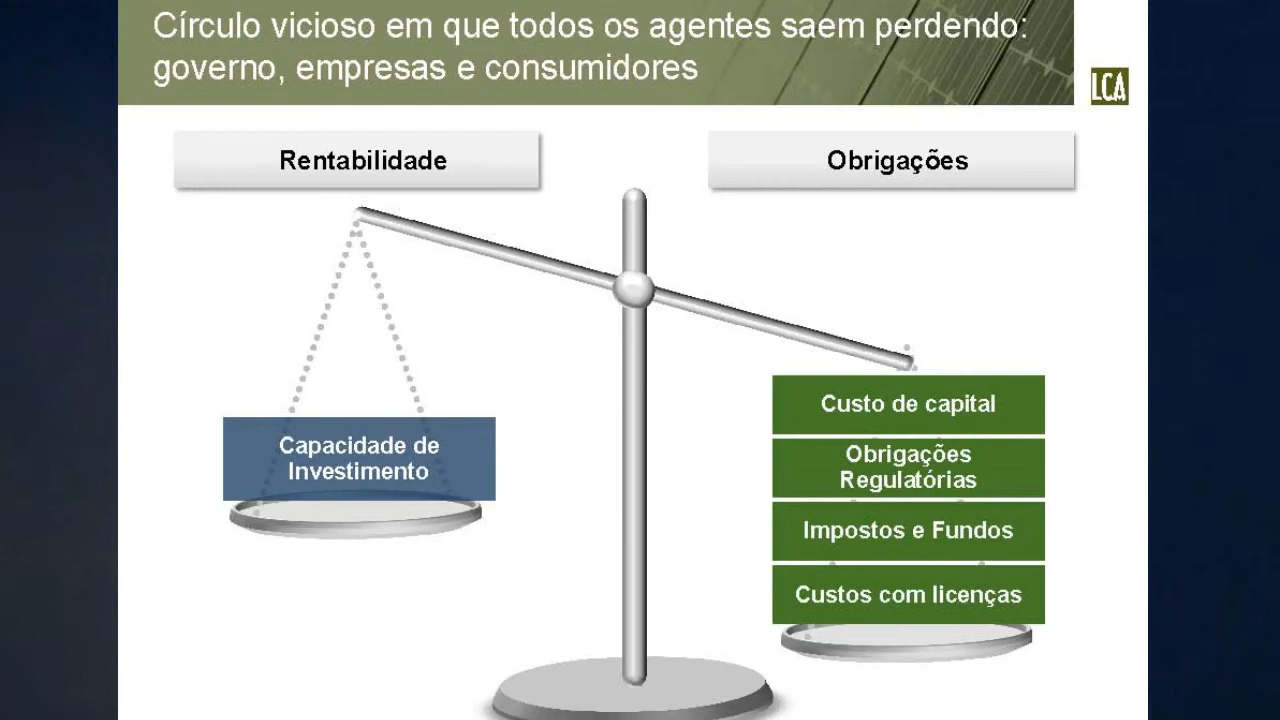 Círculo vicioso em que todos os agentes saem perdendo:
governo, empresas e consumidores
LCA
Rentabilidade
Obrigações
Capacidade de
Investimento
Custo de capital
Obrigações
Regulatórias
Impostos e Fundos
Custos com licenças